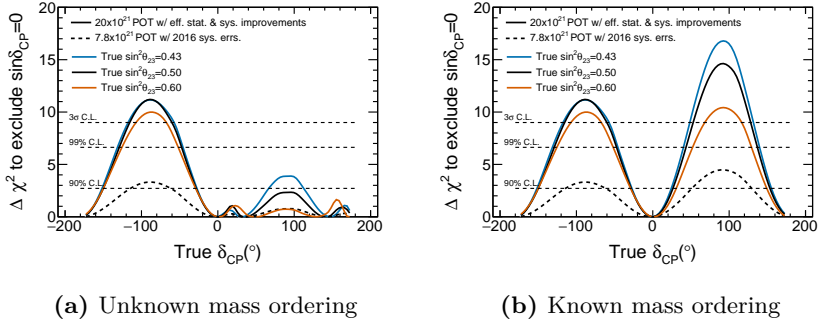 Δ χ² to exclude sinδCP=0
20x10²¹ POT w/ eff. stat. & sys. improvements
7.8x10²¹ POT w/ 2016 sys. errs.
True sin²θ₂₃=0.43
True sin²θ₂₃=0.50
True sin²θ₂₃=0.60
3σ C.L.
99% C.L.
90% C.L.
20
15
10
5
0
−200 −100 0 100 200
True δCP(°)
(a) Unknown mass ordering
Δ χ² to exclude sinδCP=0
20x10²¹ POT w/ eff. stat. & sys. improvements
7.8x10²¹ POT w/ 2016 sys. errs.
True sin²θ₂₃=0.43
True sin²θ₂₃=0.50
True sin²θ₂₃=0.60
3σ C.L.
99% C.L.
90% C.L.
20
15
10
5
0
−200 −100 0 100 200
True δCP(°)
(b) Known mass ordering